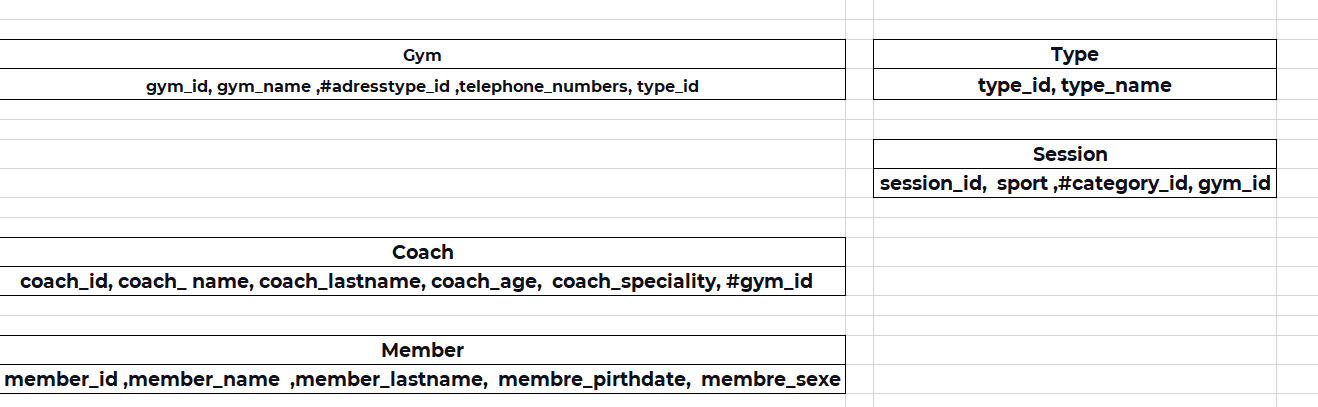 Gym
gym_id, gym_name ,#adresstype_id ,telephone_numbers, type_id
Type
type_id, type_name
Session
session_id,  sport ,#category_id, gym_id
Coach
coach_id, coach_ name, coach_lastname, coach_age,  coach_speciality, #gym_id
Member
member_id ,member_name  ,member_lastname,  membre_pirthdate,  membre_sexe